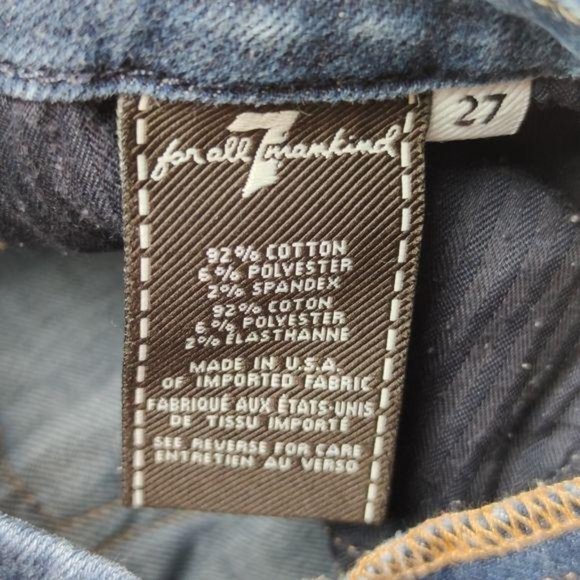 27
for all 7 mankind
92% COTTON
6% POLYESTER
2% SPANDEX
92% COTON
6% POLYESTER
2% ELASTHANNE
MADE IN U.S.A.
OF IMPORTED FABRIC
FABRIQUÉ AUX ÉTATS-UNIS
DE TISSU IMPORTÉ
SEE REVERSE FOR CARE
ENTRETIEN AU VERSO